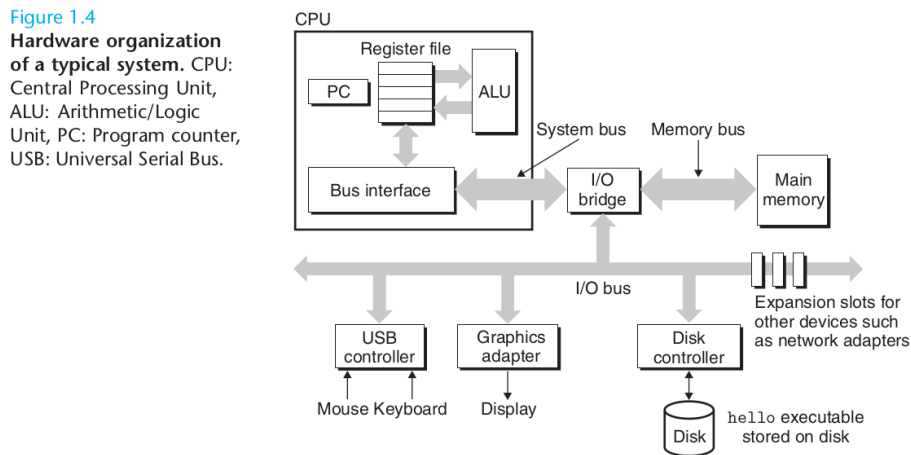 Figure 1.4
Hardware organization
of a typical system. CPU:
Central Processing Unit,
ALU: Arithmetic/Logic
Unit, PC: Program counter,
USB: Universal Serial Bus.
CPU
Register file
PC
ALU
System bus
Memory bus
Bus interface
I/O
bridge
Main
memory
I/O bus
Expansion slots for
other devices such
as network adapters
USB
controller
Graphics
adapter
Disk
controller
Mouse Keyboard
Display
Disk
hello executable
stored on disk